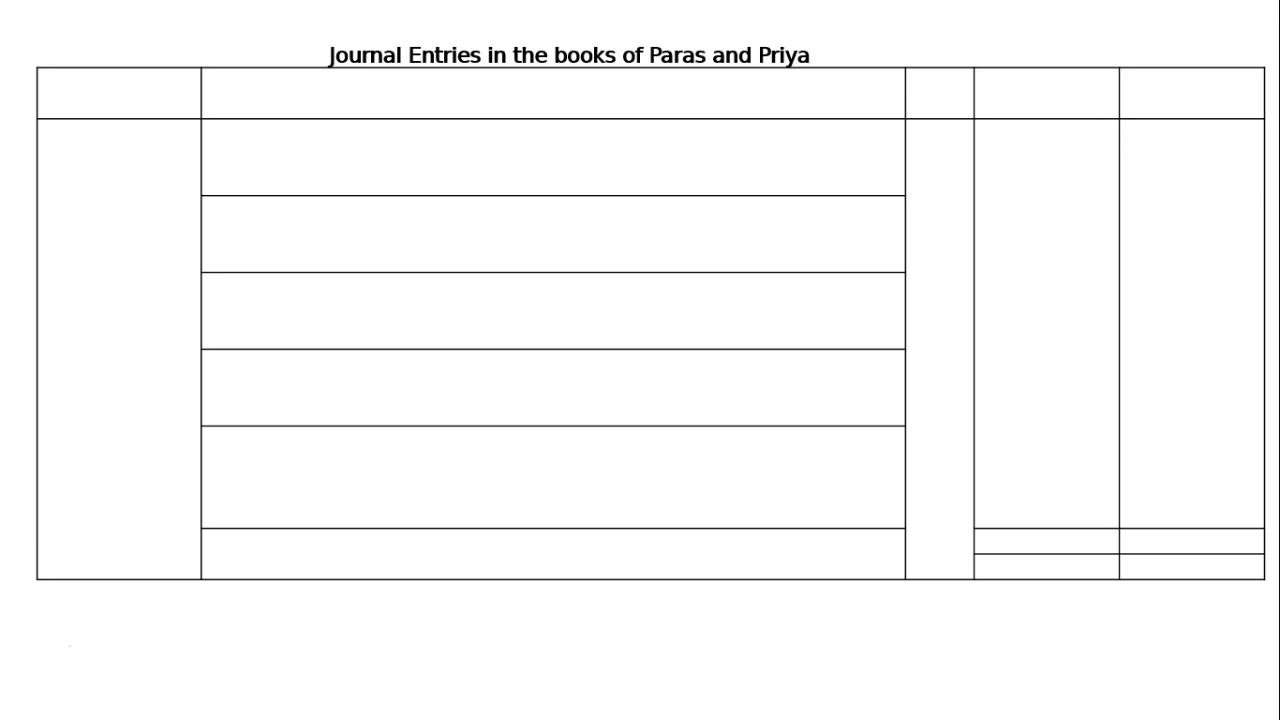 Journal Entries in the books of Paras and Priya